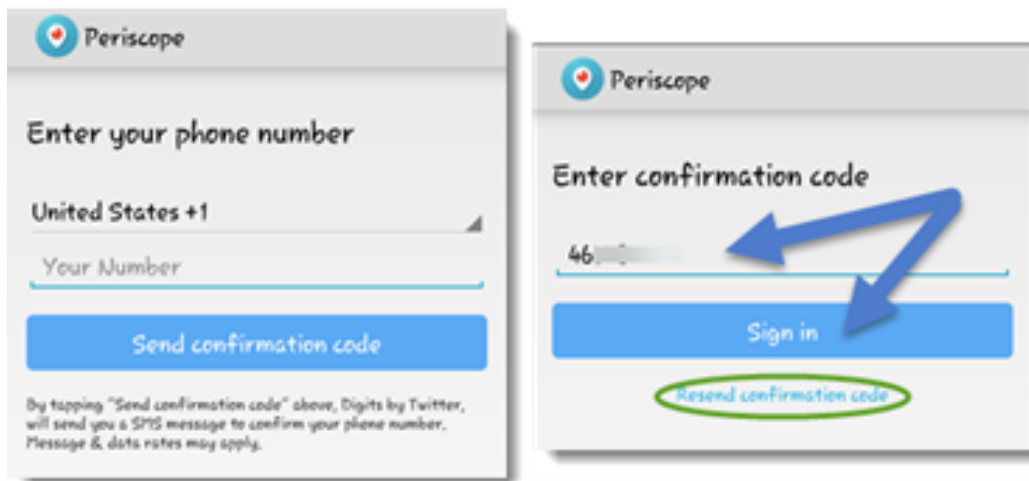 Periscope
Enter your phone number
United States +1
Your Number
Send confirmation code
By tapping "Send confirmation code" above, Digits by Twitter,
will send you a SMS message to confirm your phone number.
Message & data rates may apply.
Periscope
Enter confirmation code
46
Sign in
Resend confirmation code